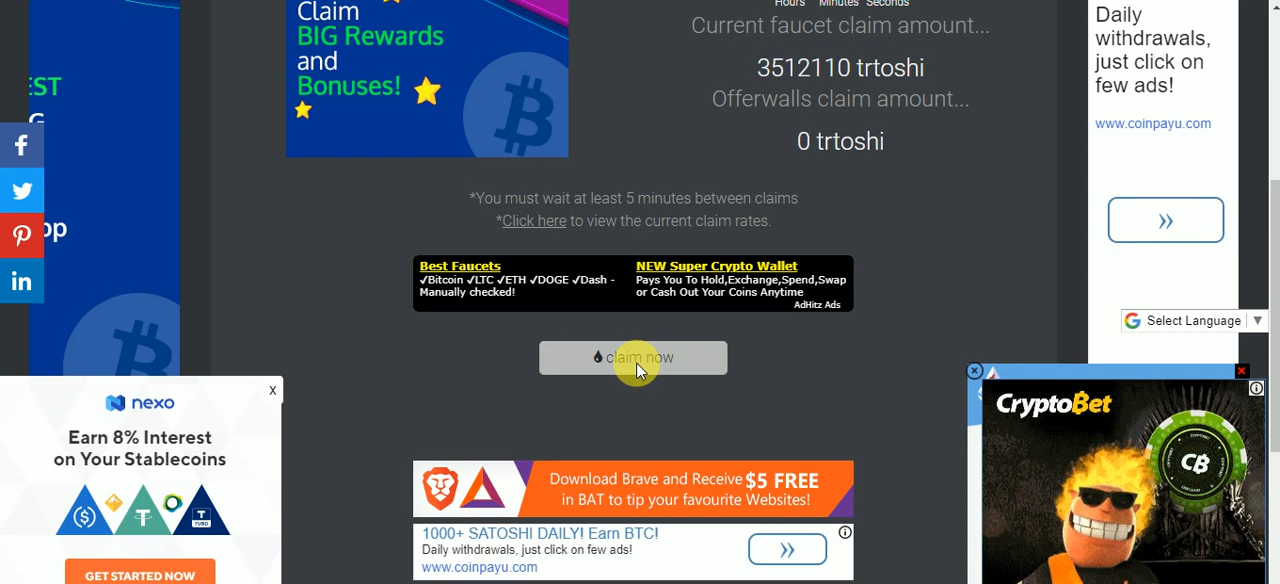 Claim
BIG Rewards
and
Bonuses!
EST
G
op
Hours Minutes Seconds
Current faucet claim amount...
3512110 trtoshi
Offerwalls claim amount...
0 trtoshi
Daily
withdrawals,
just click on
few ads!
www.coinpayu.com
*You must wait at least 5 minutes between claims
*Click here to view the current claim rates.
Best Faucets
✓Bitcoin ✓LTC ✓ETH ✓DOGE ✓Dash -
Manually checked!
NEW Super Crypto Wallet
Pays You To Hold,Exchange,Spend,Swap
or Cash Out Your Coins Anytime
AdHitz Ads
Select Language
claim now
X
nexo
Earn 8% Interest
on Your Stablecoins
GET STARTED NOW
Download Brave and Receive $5 FREE
in BAT to tip your favourite Websites!
1000+ SATOSHI DAILY! Earn BTC!
Daily withdrawals, just click on few ads!
www.coinpayu.com
CryptoBet
CB